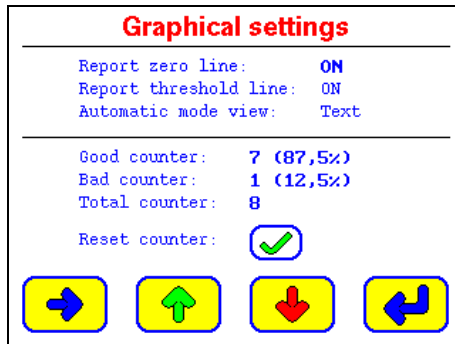 Graphical settings
Report zero line: ON
Report threshold line: ON
Automatic mode view: Text
Good counter: 7 (87,5%)
Bad counter: 1 (12,5%)
Total counter: 8
Reset counter: